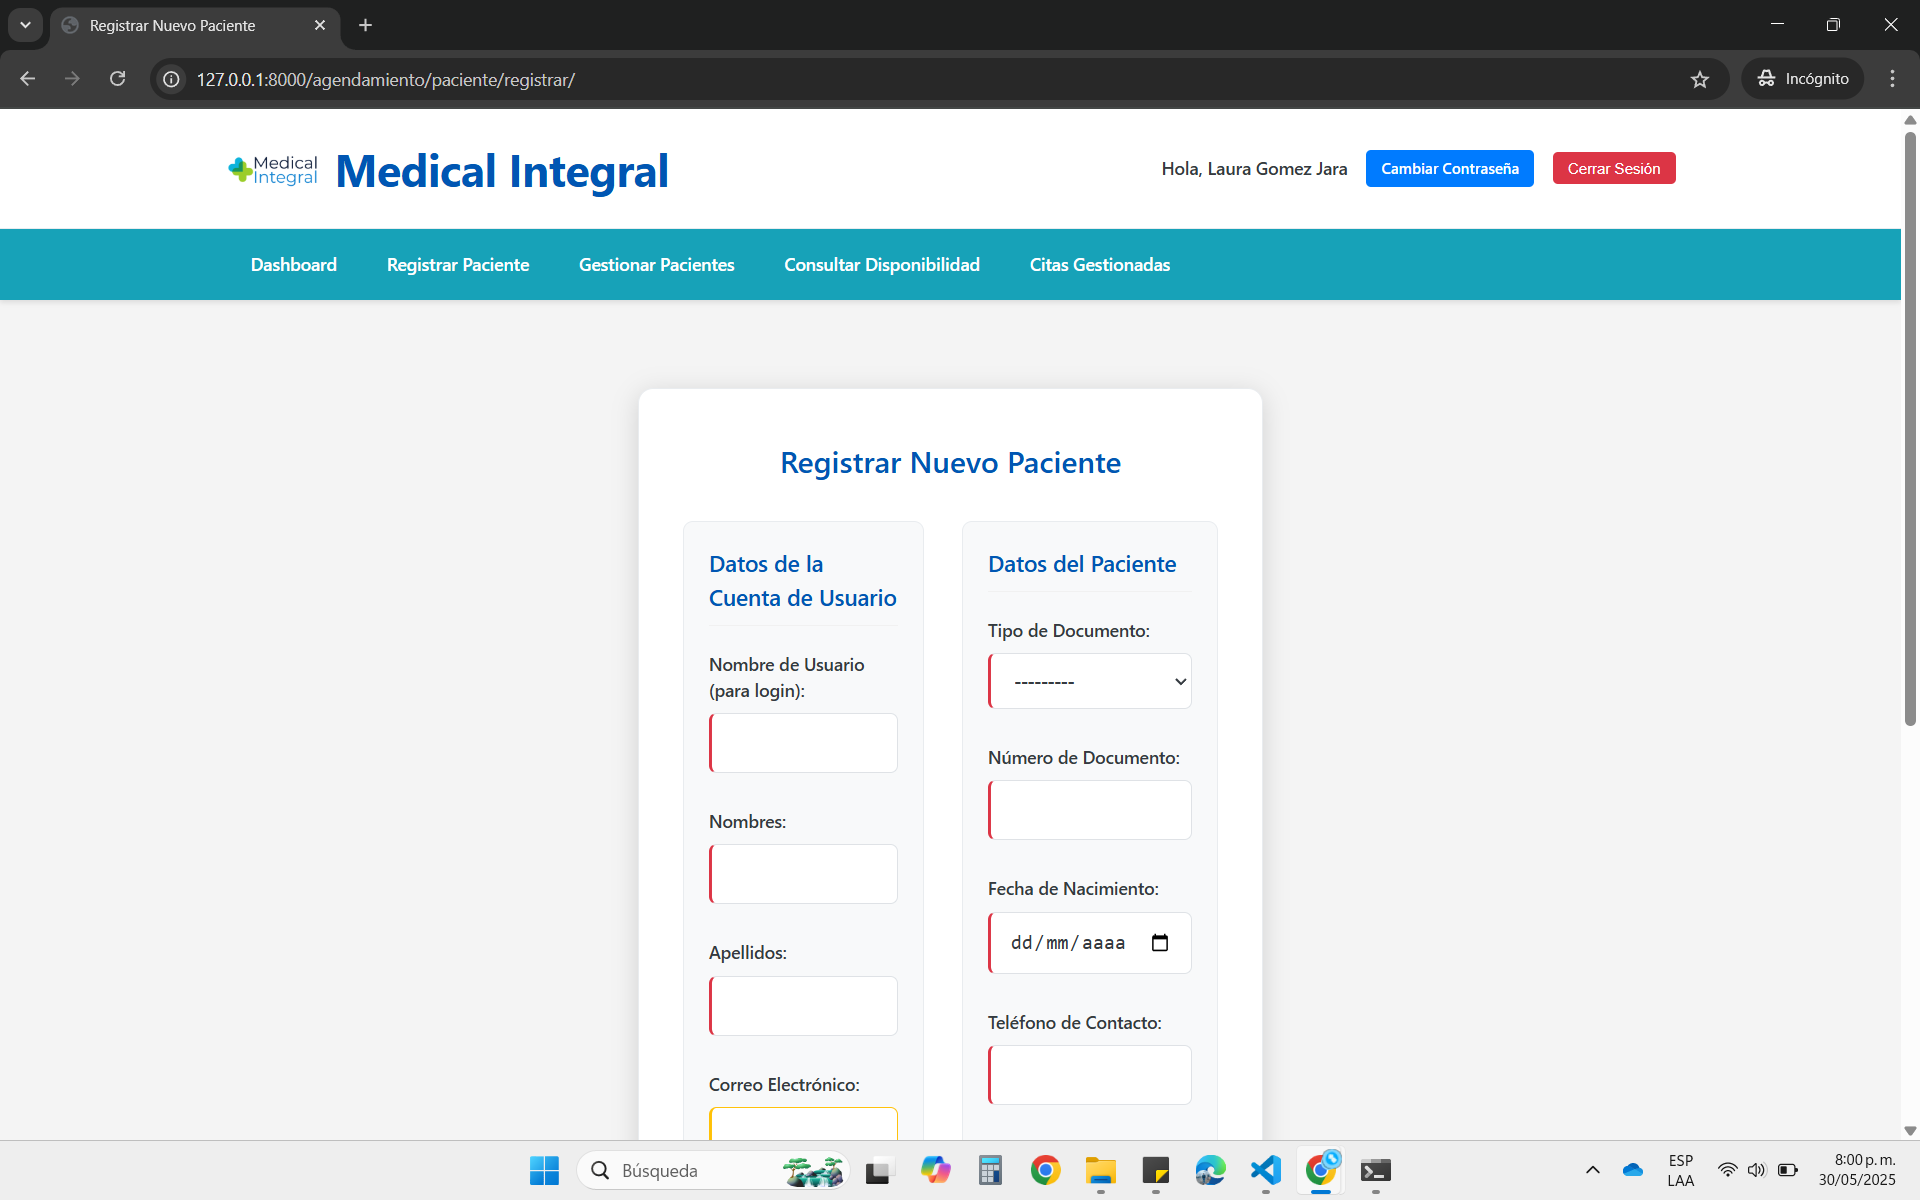 Registrar Nuevo Paciente
127.0.0.1:8000/agendamiento/paciente/registrar/
Incógnito
Medical
Integral
Medical Integral
Hola, Laura Gomez Jara
Cambiar Contraseña
Cerrar Sesión
Dashboard
Registrar Paciente
Gestionar Pacientes
Consultar Disponibilidad
Citas Gestionadas
Registrar Nuevo Paciente
Datos de la
Cuenta de Usuario
Nombre de Usuario
(para login):
Nombres:
Apellidos:
Correo Electrónico:
Datos del Paciente
Tipo de Documento:
---------
Número de Documento:
Fecha de Nacimiento:
dd/mm/aaaa
Teléfono de Contacto:
Búsqueda
ESP
LAA
8:00 p. m.
30/05/2025